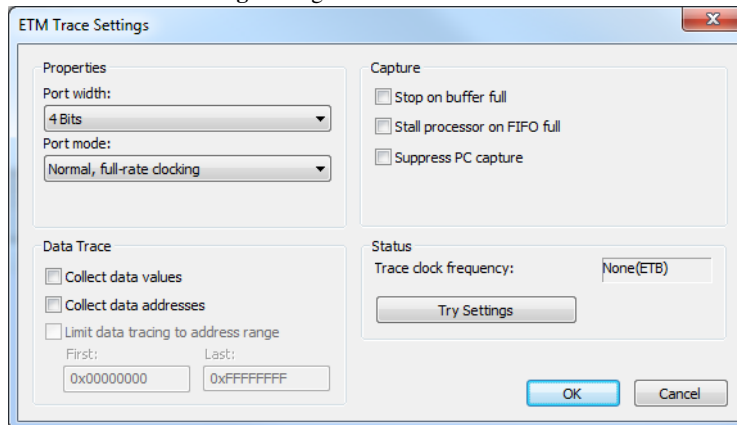 ETM Trace Settings
Properties
Port width:
4 Bits
Port mode:
Normal, full-rate clocking
Capture
Stop on buffer full
Stall processor on FIFO full
Suppress PC capture
Data Trace
Collect data values
Collect data addresses
Limit data tracing to address range
First: Last:
0x00000000 0xFFFFFFFF
Status
Trace clock frequency: None(ETB)
Try Settings
OK Cancel